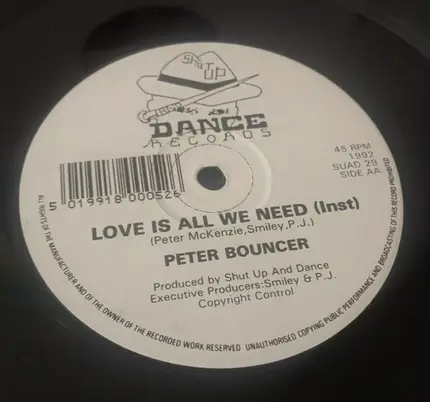 SHUT UP
AND
DANCE
RECORDS
5 019918 000526
45 RPM
1992
SUAD 29
SIDE AA
LOVE IS ALL WE NEED (Inst)
(Peter McKenzie,Smiley,P.J.)
PETER BOUNCER
Produced by Shut Up And Dance
Executive Producers:Smiley & P.J.
Copyright Control
ALL RIGHTS OF THE MANUFACTURER AND OF THE OWNER OF THE RECORDED WORK RESERVED UNAUTHORISED COPYING PUBLIC PERFORMANCE AND BROADCASTING OF THIS RECORD PROHIBITED